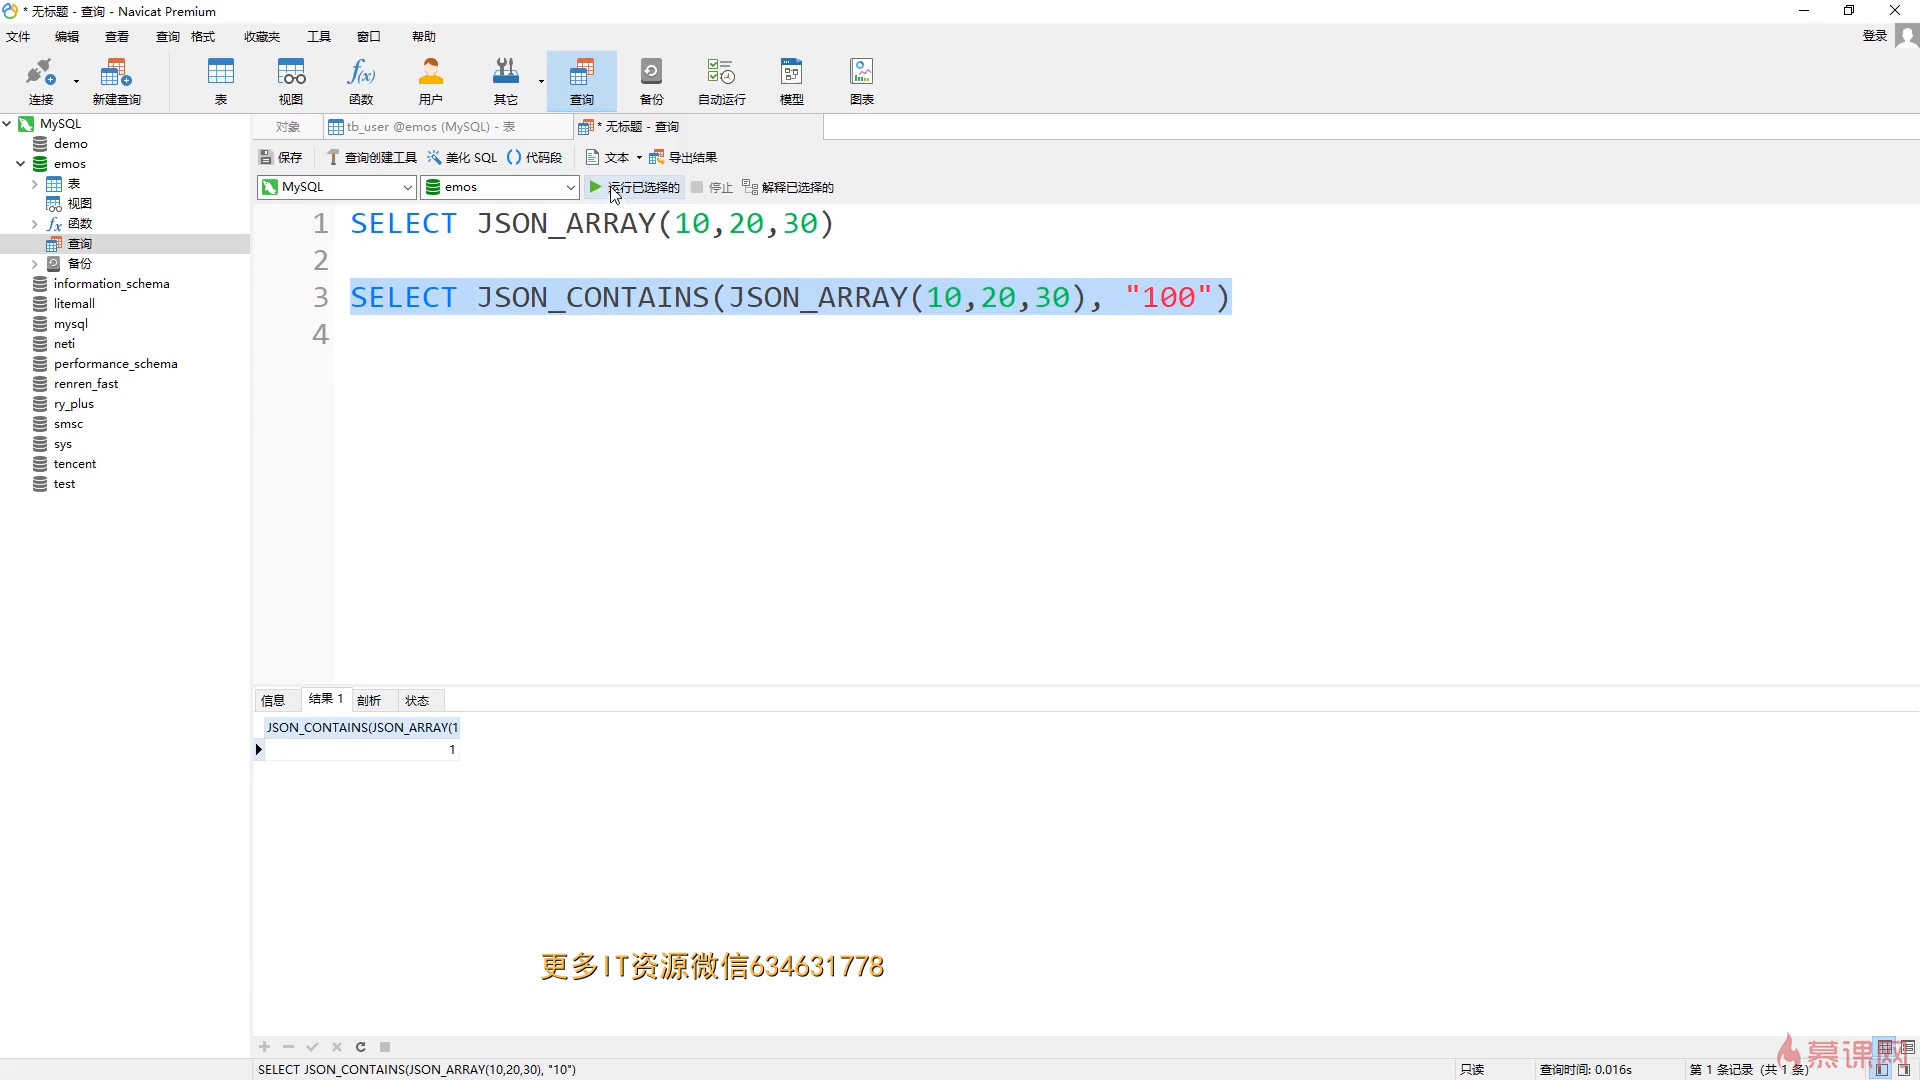 * 无标题 - 查询 - Navicat Premium
文件 编辑 查看 查询 格式 收藏夹 工具 窗口 帮助
登录
连接 新建查询 表 视图 函数 用户 其它 查询 备份 自动运行 模型 图表
MySQL
demo
emos
表
视图
函数
查询
备份
information_schema
litemall
mysql
neti
performance_schema
renren_fast
ry_plus
smsc
sys
tencent
test
对象 tb_user @emos (MySQL) - 表 * 无标题 - 查询
保存 查询创建工具 美化 SQL 代码段 文本 导出结果
MySQL emos 运行已选择的 停止 解释已选择的
1 SELECT JSON_ARRAY(10,20,30)
2
3 SELECT JSON_CONTAINS(JSON_ARRAY(10,20,30), "100")
4
信息 结果 1 剖析 状态
JSON_CONTAINS(JSON_ARRAY(1
1
更多IT资源微信634631778
慕课网
SELECT JSON_CONTAINS(JSON_ARRAY(10,20,30), "10") 只读 查询时间: 0.016s 第 1 条记录 (共 1 条)